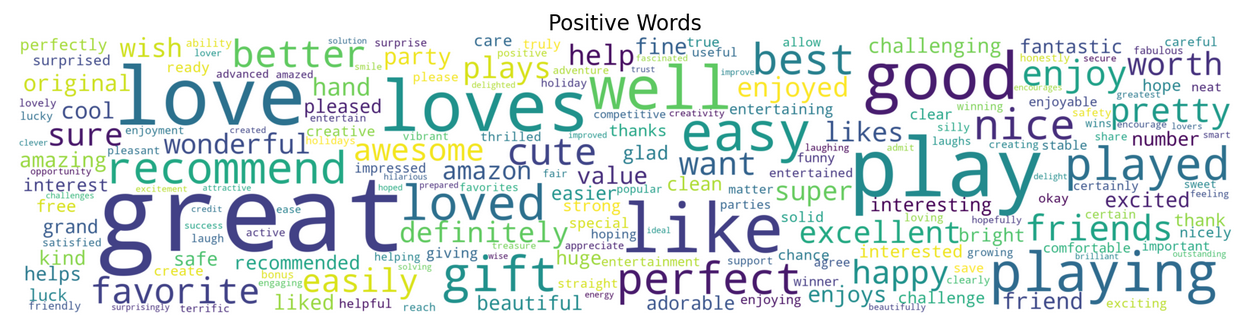 Positive Words
perfectly wish ability better solution surprise care truly fine true allow challenging fantastic careful
surprised lover smile party positive help useful best honestly fabulous
ready advanced amazed plays adventure fascinated trust improve good enjoy secure worth
original love hand please delighted holiday well enjoyed encourages hope neat
lovely cool pleased loves entertaining winning enjoyable greatest pretty
lucky entertain competitive creativity clear safety
sure enjoyment created creative vibrant thrilled improved thanks easy likes silly nice wins encourage lovers
clever wonderful holidays laughing laughs share number smart
pleasant awesome cute glad funny admit creating stable
amazing recommend impressed amazon fair want entertained play delight played
opportunity hilarious value certainly sweet
interest excitement attractive hoped prepared favorites easier popular clean matter super okay excited feeling
challenges great loved strong parties interesting
free credit ease special ideal like solid loving hopefully certain thank
grand success definitely hoping excellent bright friends nicely
satisfied laugh active treasure appreciate chance comfortable important
kind safe recommended helping giving wise huge entertainment support agree interested growing brilliant outstanding
helps create bonus solving gift straight perfect winner happy save playing
engaging easily clearly
luck favorite liked helpful reach beautiful energy adorable enjoying enjoys challenge friend exciting
friendly surprisingly terrific beautifully